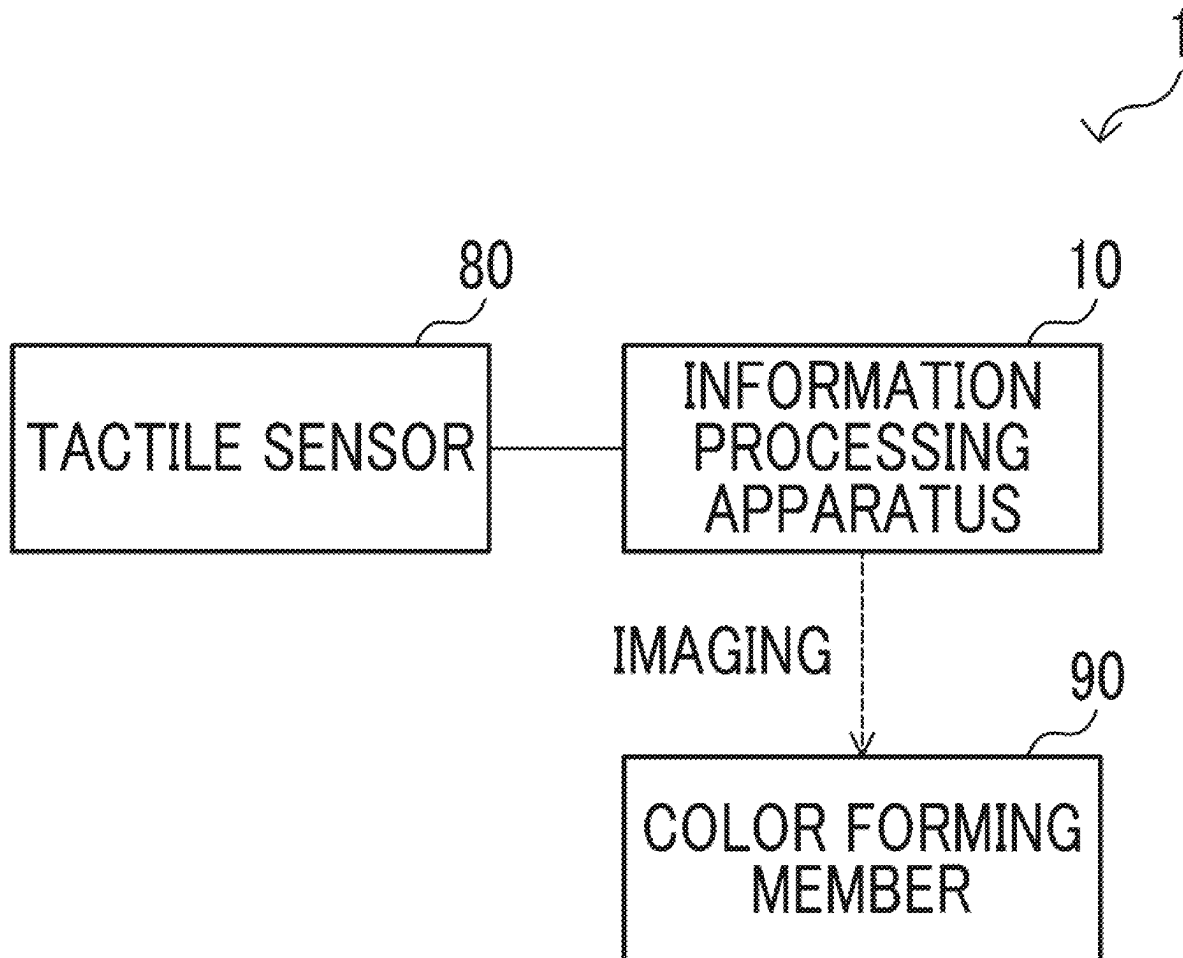 1
80
10
TACTILE SENSOR
INFORMATION
PROCESSING
APPARATUS
IMAGING
90
COLOR FORMING
MEMBER